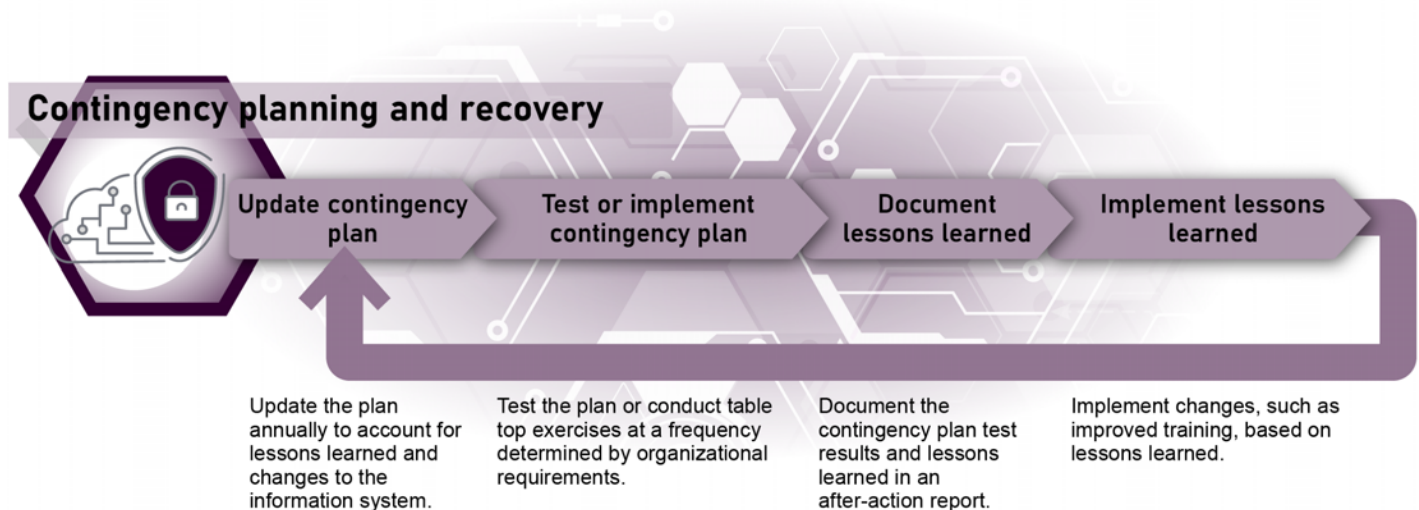 Contingency planning and recovery
Update contingency
plan
Test or implement
contingency plan
Document
lessons learned
Implement lessons
learned
Update the plan
annually to account for
lessons learned and
changes to the
information system.
Test the plan or conduct table
top exercises at a frequency
determined by organizational
requirements.
Document the
contingency plan test
results and lessons
learned in an
after-action report.
Implement changes, such as
improved training, based on
lessons learned.